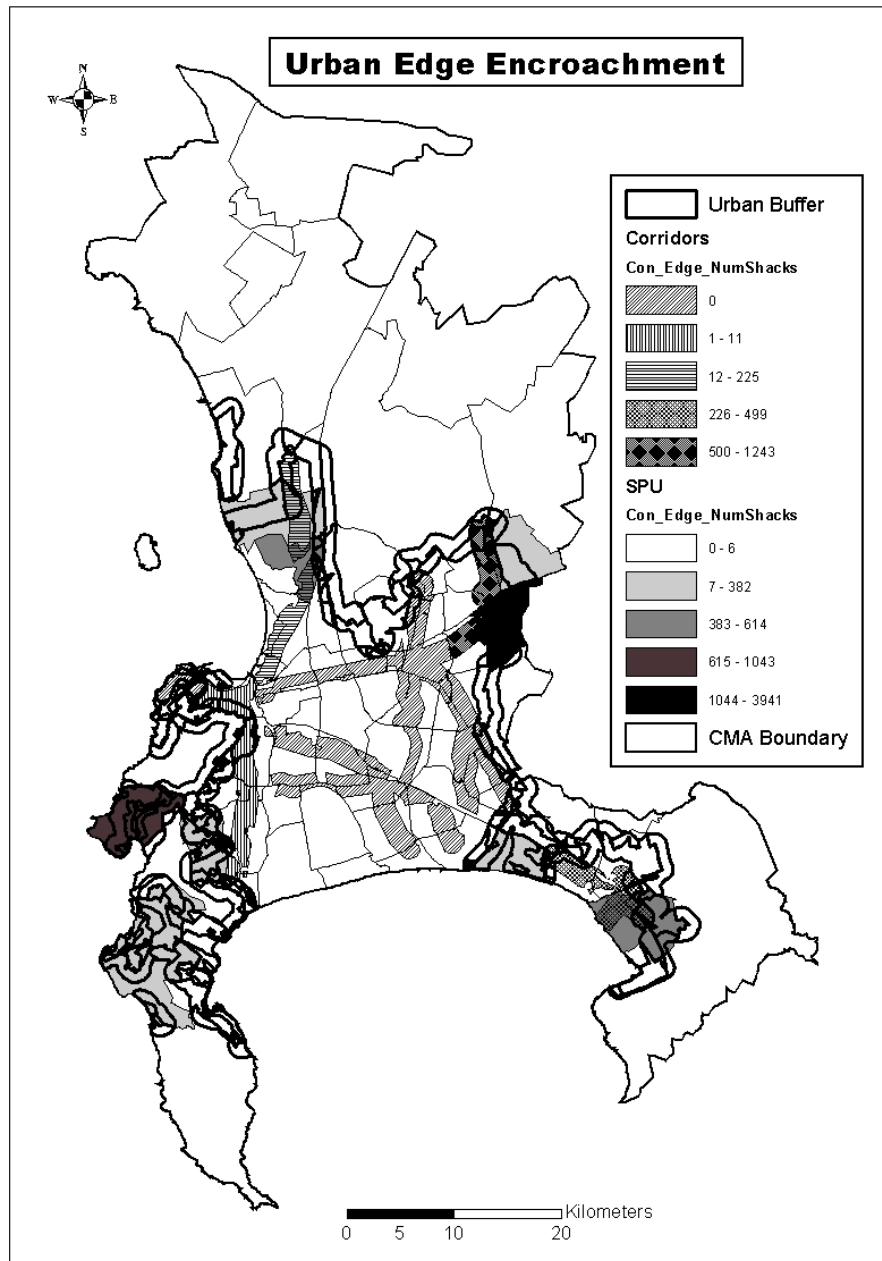 Urban Edge Encroachment
N
W E
S
Urban Buffer
Corridors
Con_Edge_NumShacks
0
1 - 11
12 - 225
226 - 499
500 - 1243
SPU
Con_Edge_NumShacks
0 - 6
7 - 382
383 - 614
615 - 1043
1044 - 3941
CMA Boundary
Kilometers
0 5 10 20